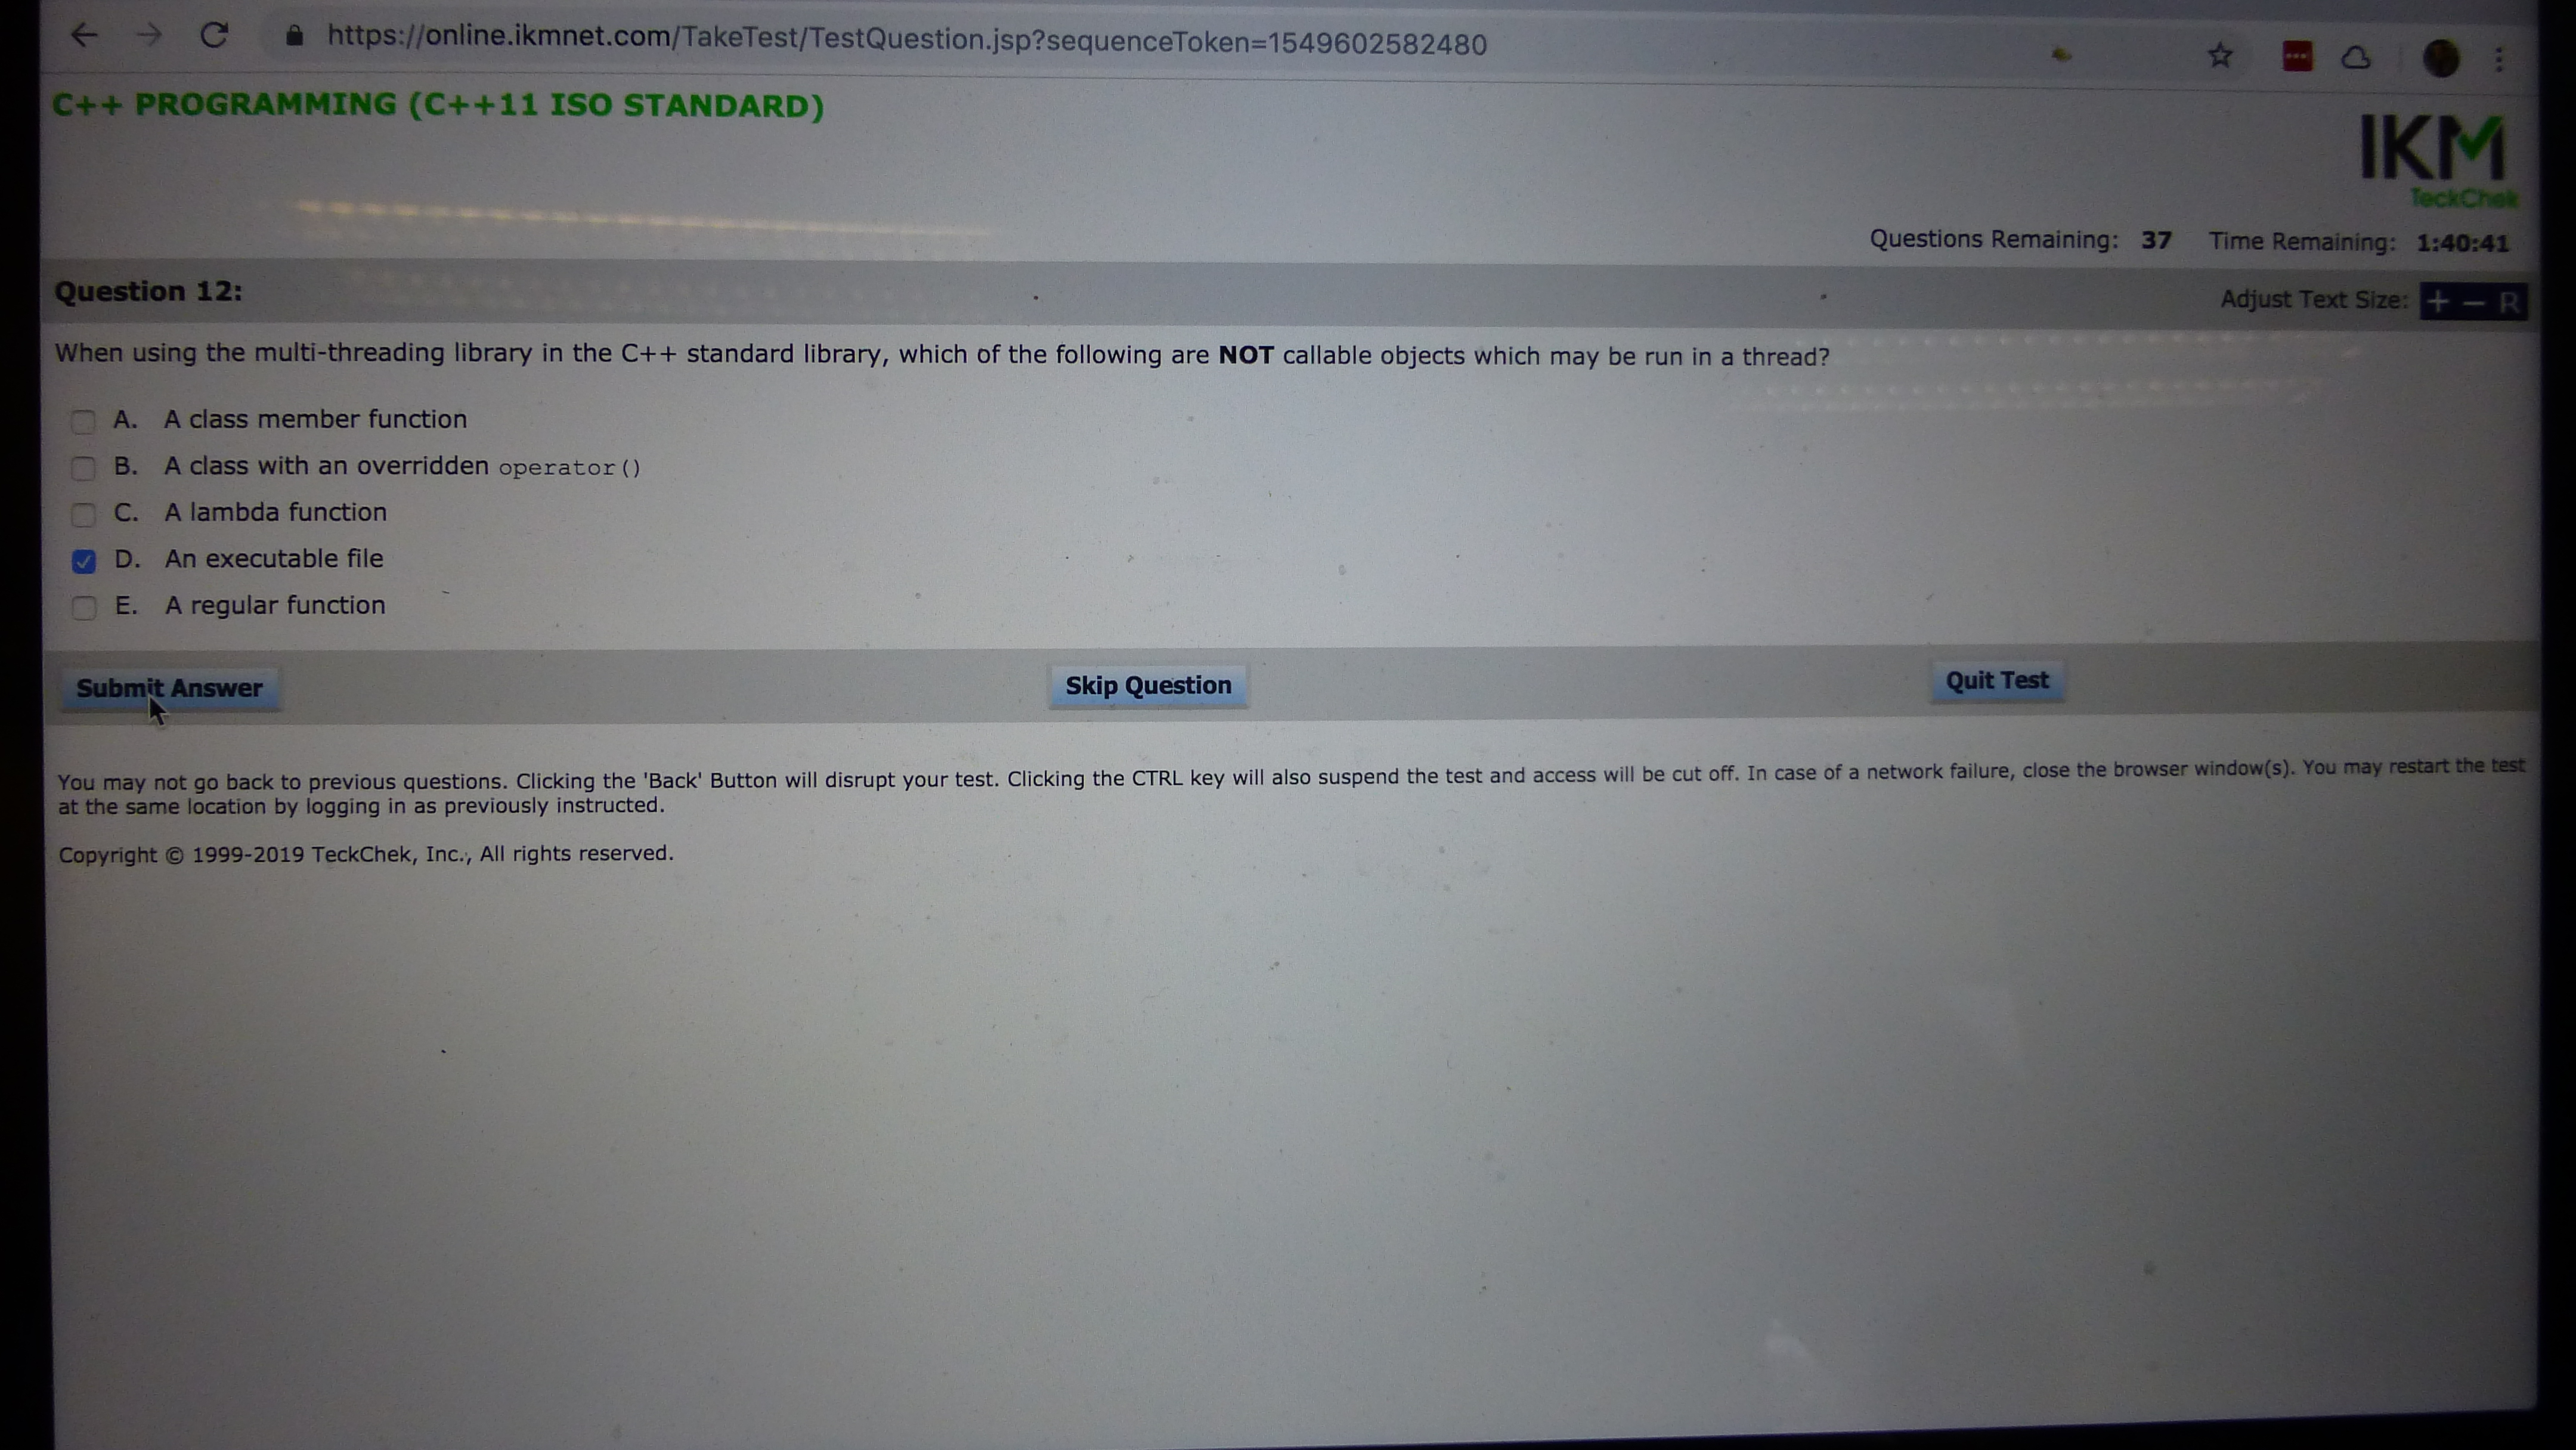 https://online.ikmnet.com/TakeTest/TestQuestion.jsp?sequenceToken=1549602582480
C++ PROGRAMMING (C++11 ISO STANDARD)
IKM
TeckChek
Questions Remaining: 37 Time Remaining: 1:40:41
Question 12:
Adjust Text Size: + – R
When using the multi-threading library in the C++ standard library, which of the following are NOT callable objects which may be run in a thread?
A. A class member function
B. A class with an overridden operator()
C. A lambda function
D. An executable file
E. A regular function
Submit Answer
Skip Question
Quit Test
You may not go back to previous questions. Clicking the 'Back' Button will disrupt your test. Clicking the CTRL key will also suspend the test and access will be cut off. In case of a network failure, close the browser window(s). You may restart the test
at the same location by logging in as previously instructed.
Copyright © 1999-2019 TeckChek, Inc., All rights reserved.